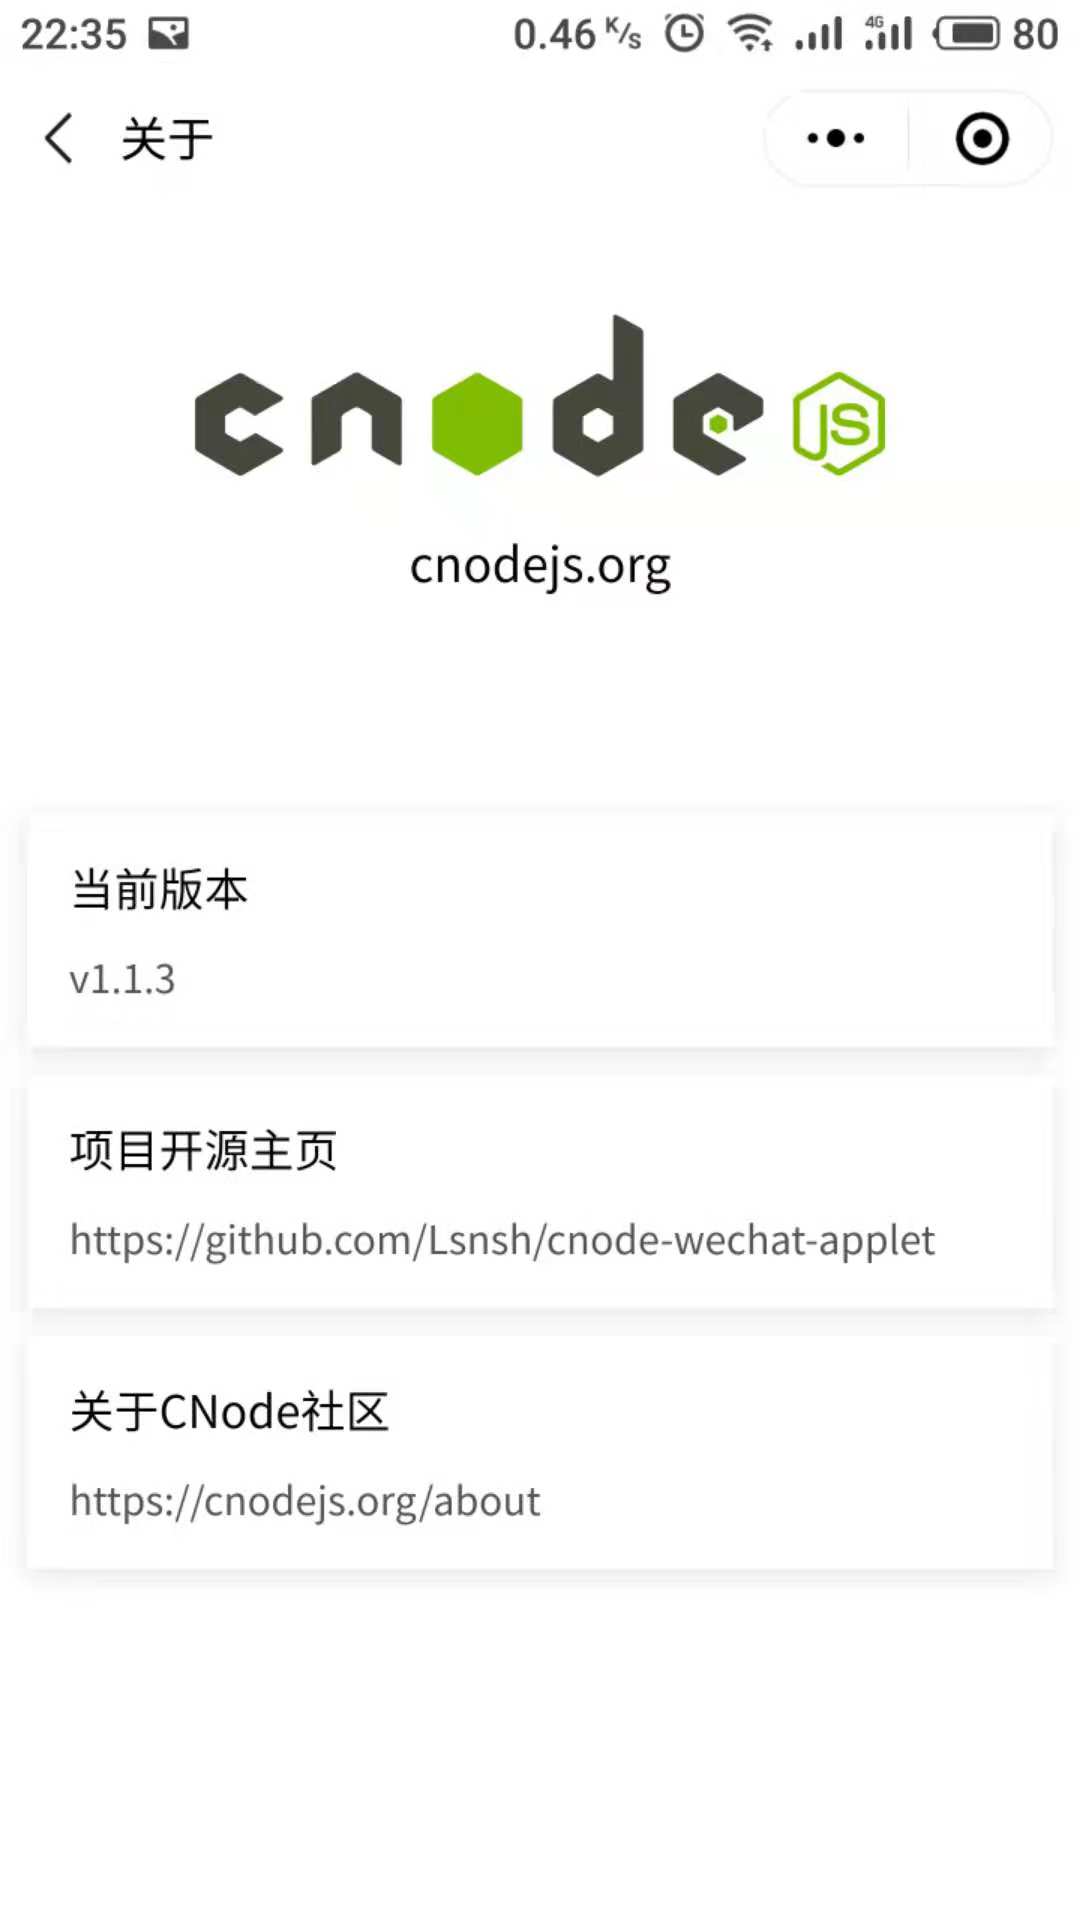 22:35 0.46 K/s 4G 80
关于
cnode JS
cnodejs.org
当前版本
v1.1.3
项目开源主页
https://github.com/Lsnsh/cnode-wechat-applet
关于CNode社区
https://cnodejs.org/about